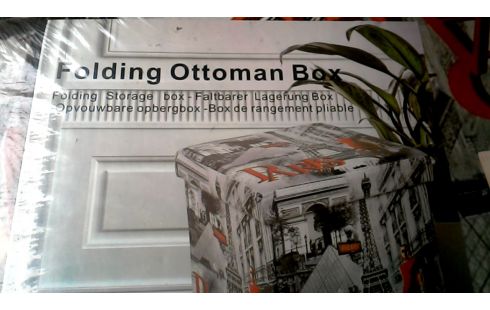 Folding Ottoman Box
Folding Storage box - Faltbarer Lagerung Box
Opvouwbare opbergbox - Box de rangement pliable
PARIS